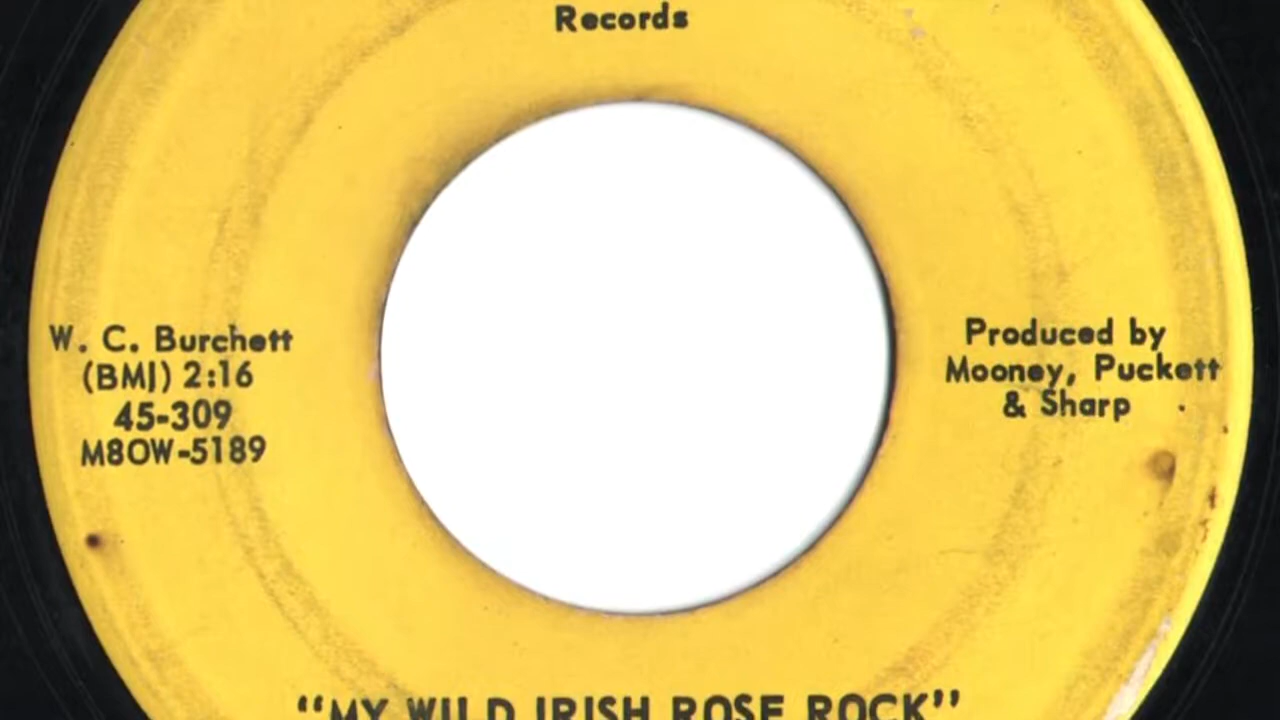 Records
W. C. Burchett
(BMI) 2:16
45-309
M8OW-5189
Produced by
Mooney, Puckett
& Sharp
“MY WILD IRISH ROSE ROCK”